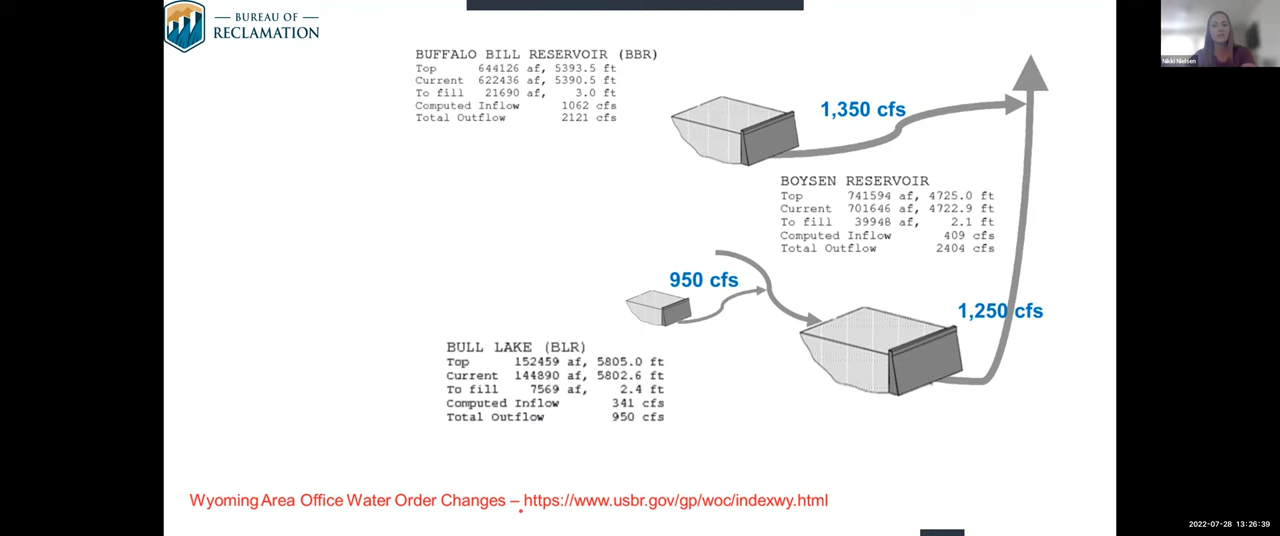 BUREAU OF
RECLAMATION
BUFFALO BILL RESERVOIR (BBR)
Top 644126 af, 5393.5 ft
Current 622436 af, 5390.5 ft
To fill 21690 af, 3.0 ft
Computed Inflow 1062 cfs
Total Outflow 2121 cfs
1,350 cfs
BOYSEN RESERVOIR
Top 741594 af, 4725.0 ft
Current 701646 af, 4722.9 ft
To fill 39948 af, 2.1 ft
Computed Inflow 409 cfs
Total Outflow 2404 cfs
950 cfs
1,250 cfs
BULL LAKE (BLR)
Top 152459 af, 5805.0 ft
Current 144890 af, 5802.6 ft
To fill 7569 af, 2.4 ft
Computed Inflow 341 cfs
Total Outflow 950 cfs
Wyoming Area Office Water Order Changes – https://www.usbr.gov/gp/woc/indexwy.html
Nikki Nielsen
2022-07-28 13:26:39